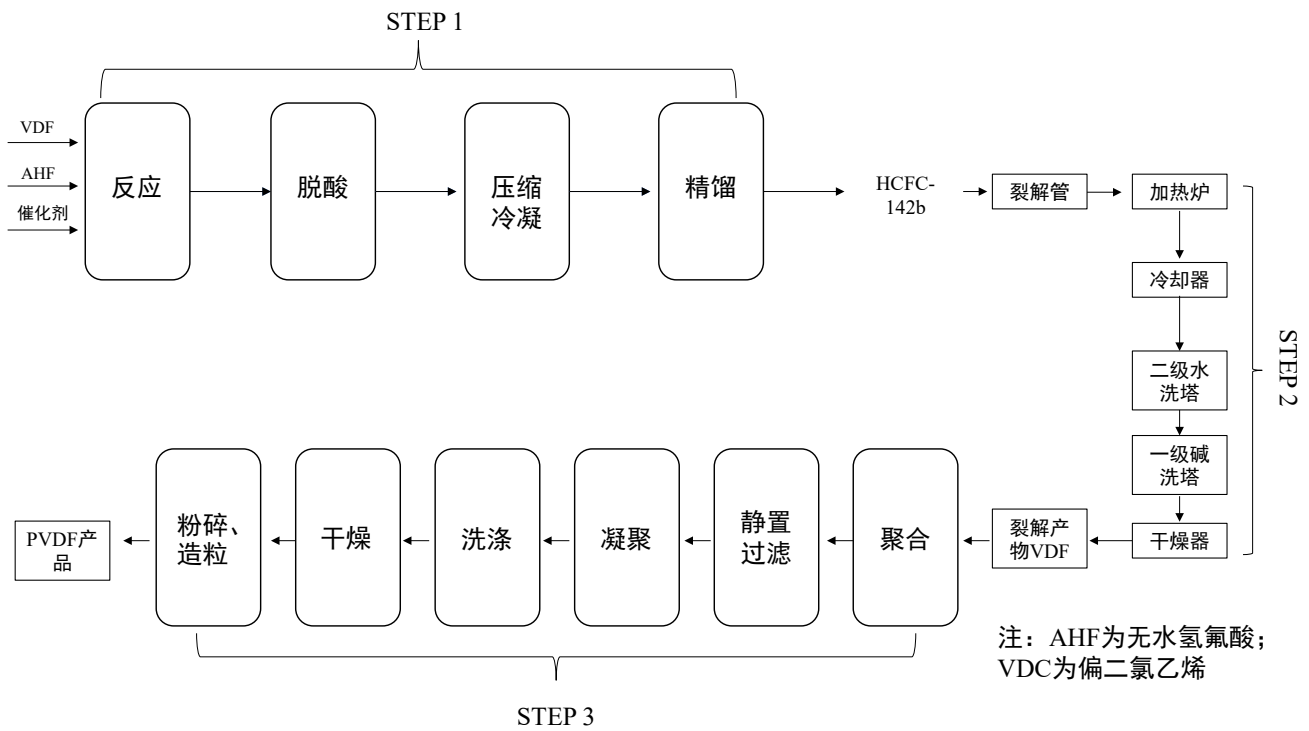 STEP 1
VDF
AHF
催化剂
反应
脱酸
压缩
冷凝
精馏
HCFC-
142b
裂解管
加热炉
冷却器
二级水
洗塔
一级碱
洗塔
干燥器
STEP 2
裂解产
物VDF
聚合
静置
过滤
凝聚
洗涤
干燥
粉碎、
造粒
PVDF产
品
STEP 3
注：AHF为无水氢氟酸；
VDC为偏二氯乙烯